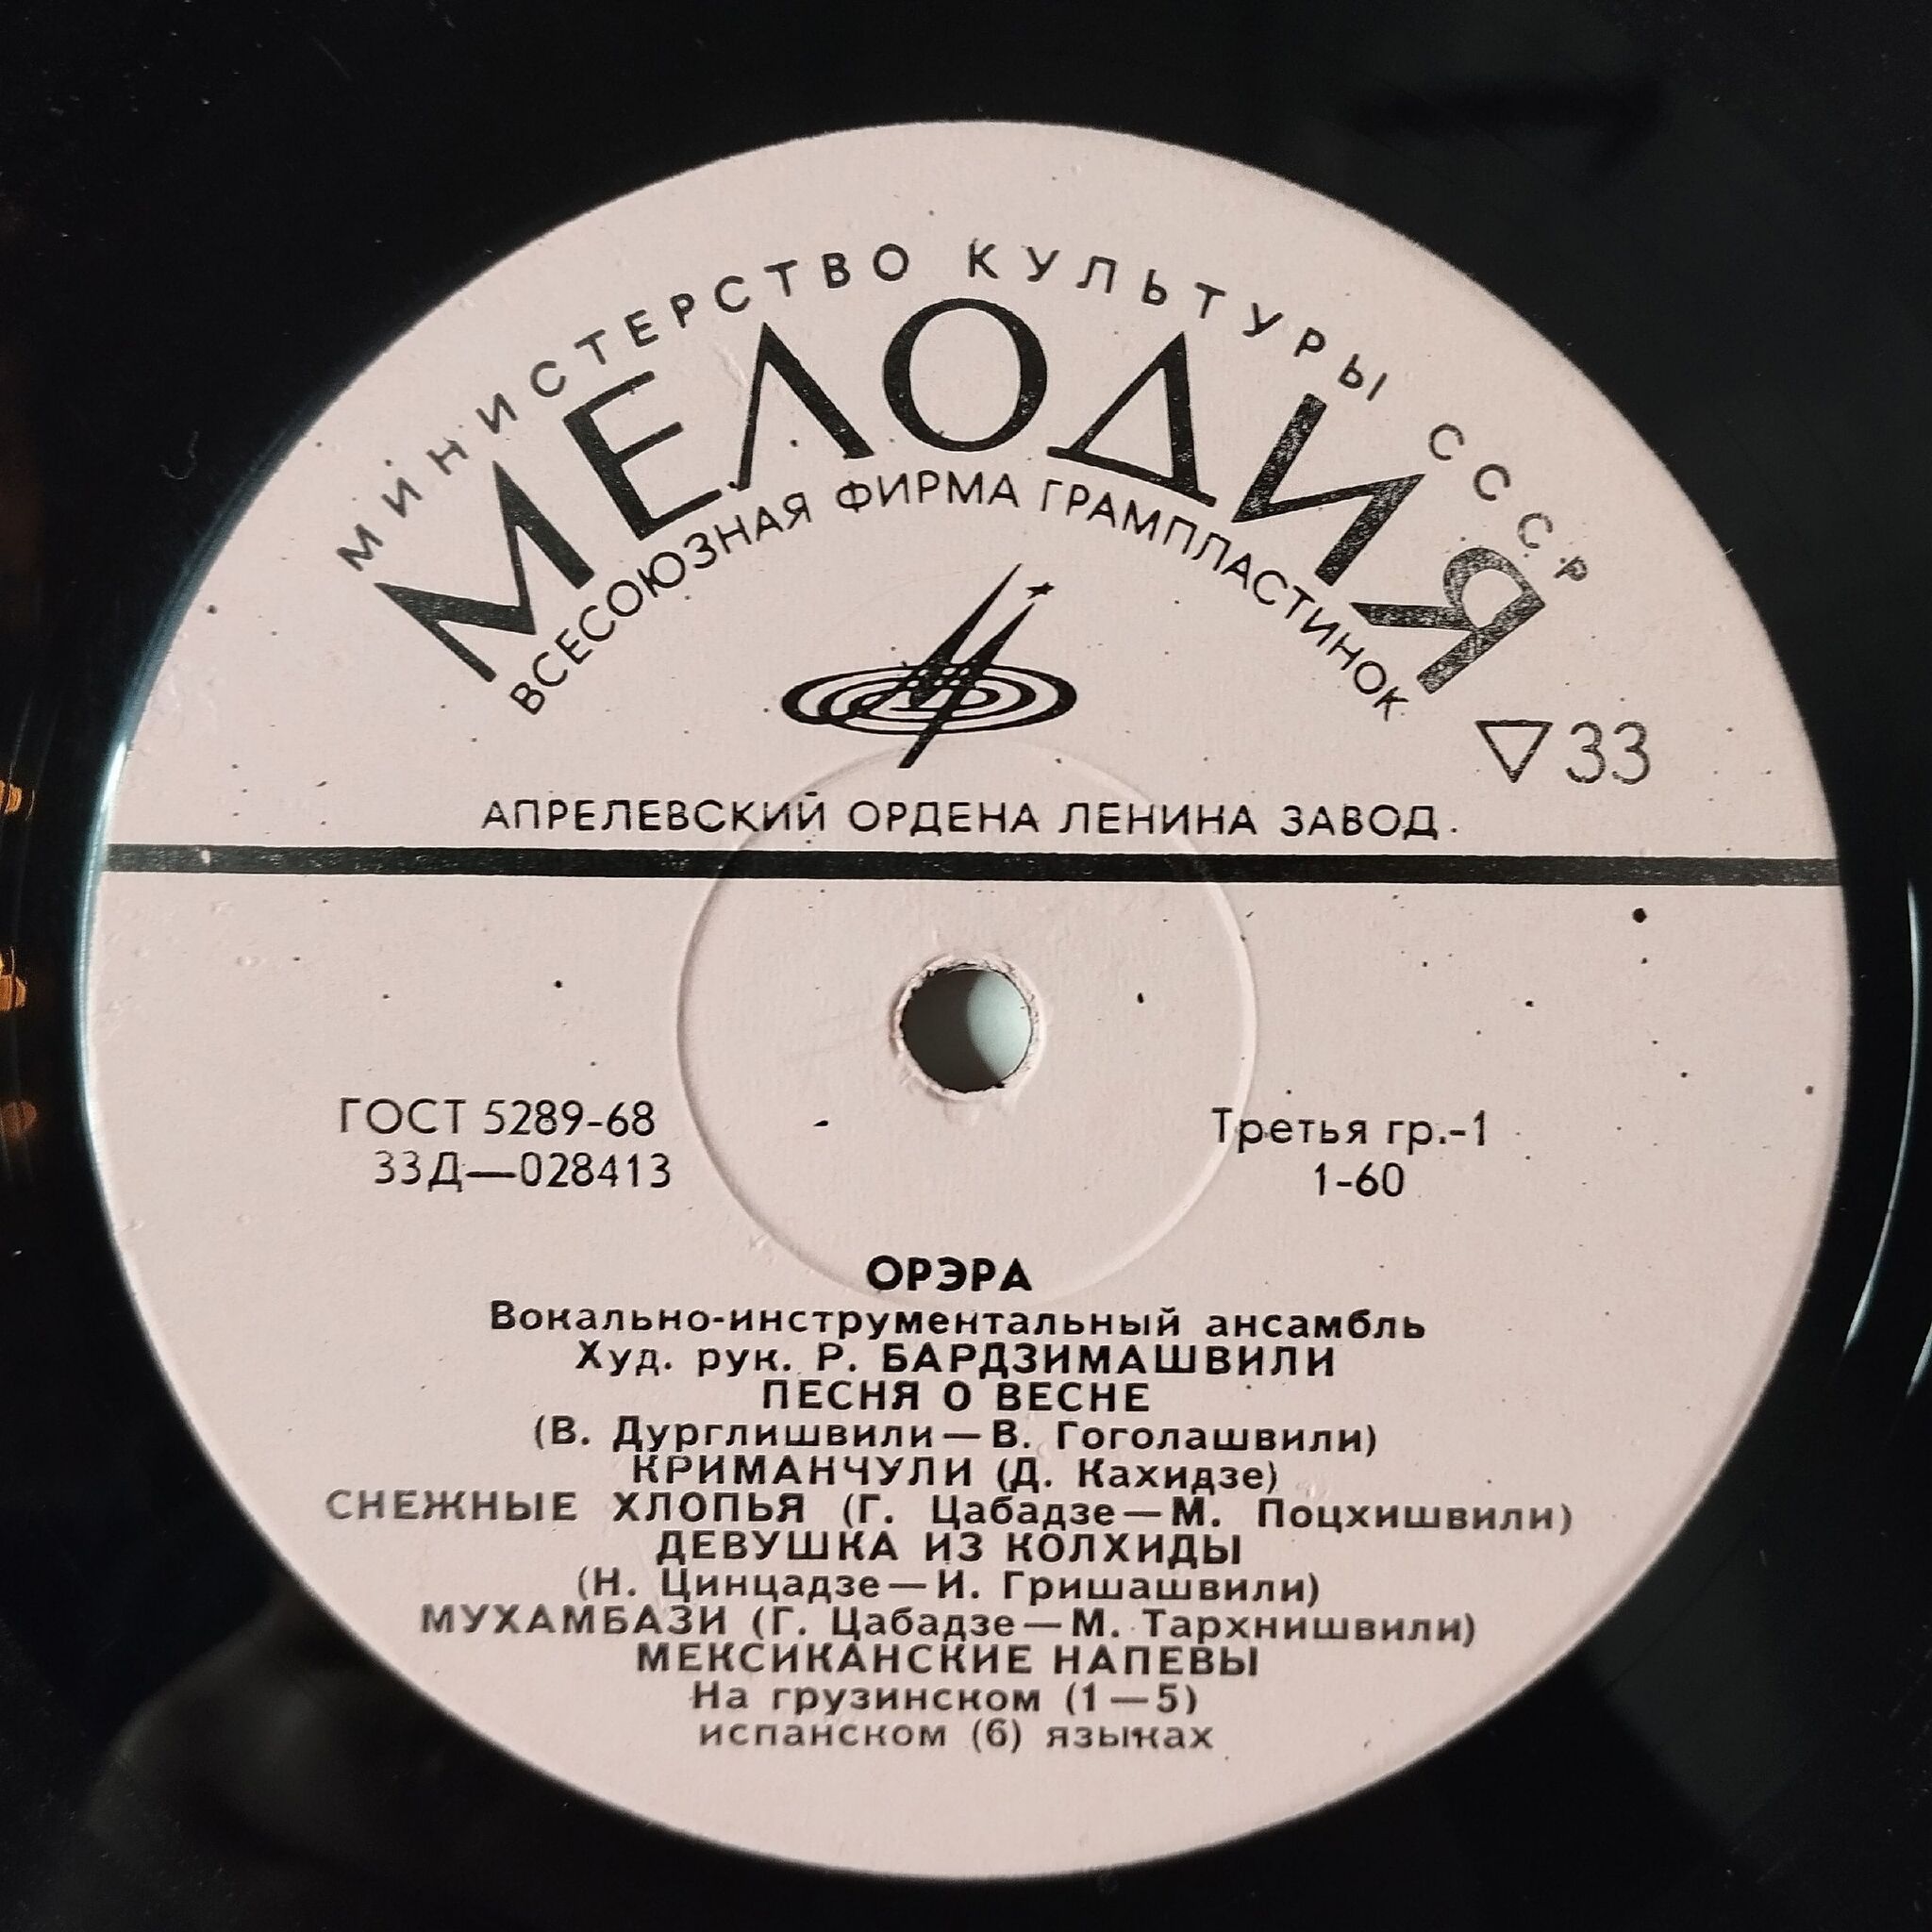 МИНИСТЕРСТВО КУЛЬТУРЫ СССР
МЕЛОДИЯ
ВСЕСОЮЗНАЯ ФИРМА ГРАМПЛАСТИНОК
▽33
АПРЕЛЕВСКИЙ ОРДЕНА ЛЕНИНА ЗАВОД.
ГОСТ 5289-68
33Д—028413
Третья гр.-1
1-60
ОРЭРА
Вокально-инструментальный ансамбль
Худ. рук. Р. БАРДЗИМАШВИЛИ
ПЕСНЯ О ВЕСНЕ
(В. Дурглишвили—В. Гоголашвили)
КРИМАНЧУЛИ (Д. Кахидзе)
СНЕЖНЫЕ ХЛОПЬЯ (Г. Цабадзе—М. Поцхишвили)
ДЕВУШКА ИЗ КОЛХИДЫ
(Н. Цинцадзе—И. Гришашвили)
МУХАМБАЗИ (Г. Цабадзе—М. Тархнишвили)
МЕКСИКАНСКИЕ НАПЕВЫ
На грузинском (1—5)
испанском (6) языках